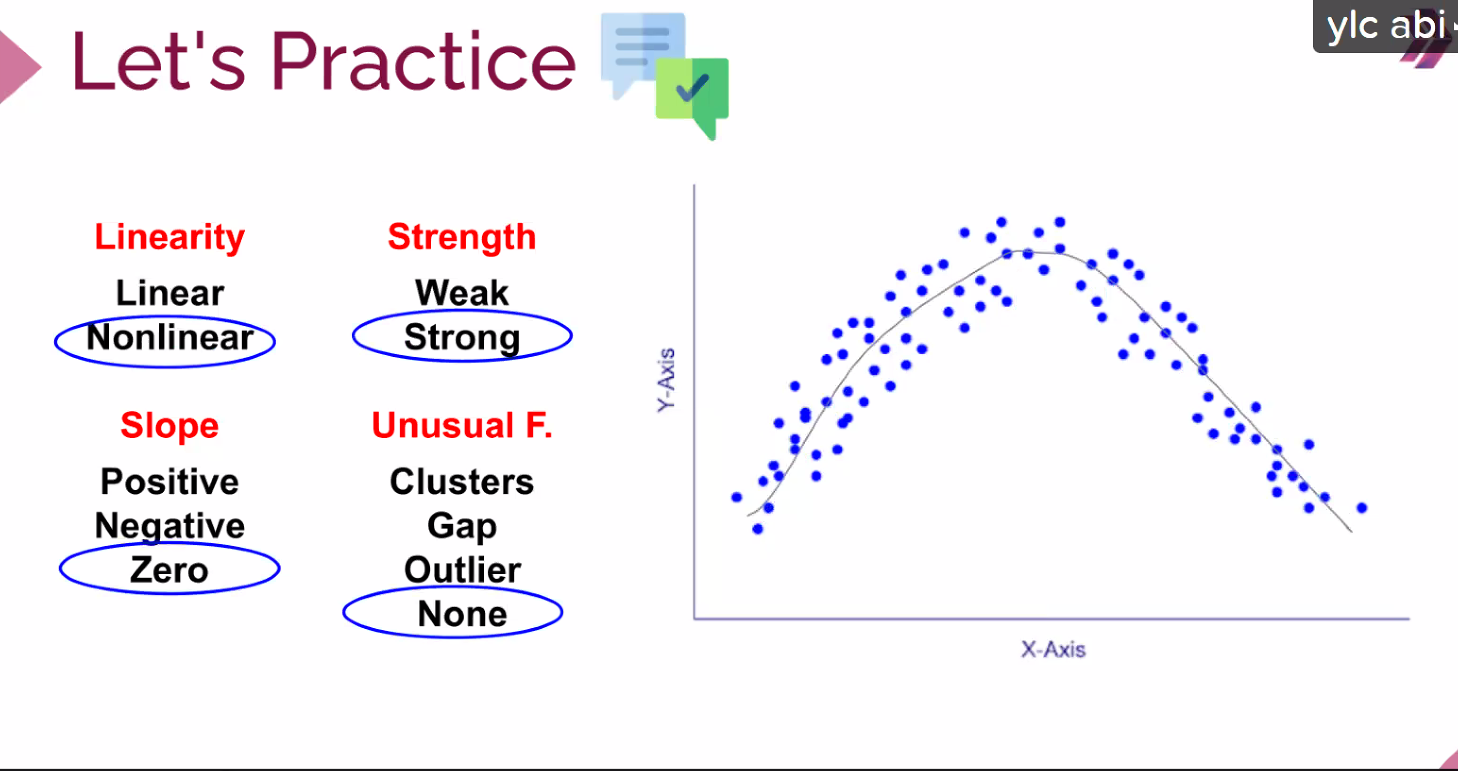 Let's Practice
ylc abi
Linearity
Linear
Nonlinear
Strength
Weak
Strong
Slope
Positive
Negative
Zero
Unusual F.
Clusters
Gap
Outlier
None
Y-Axis
X-Axis